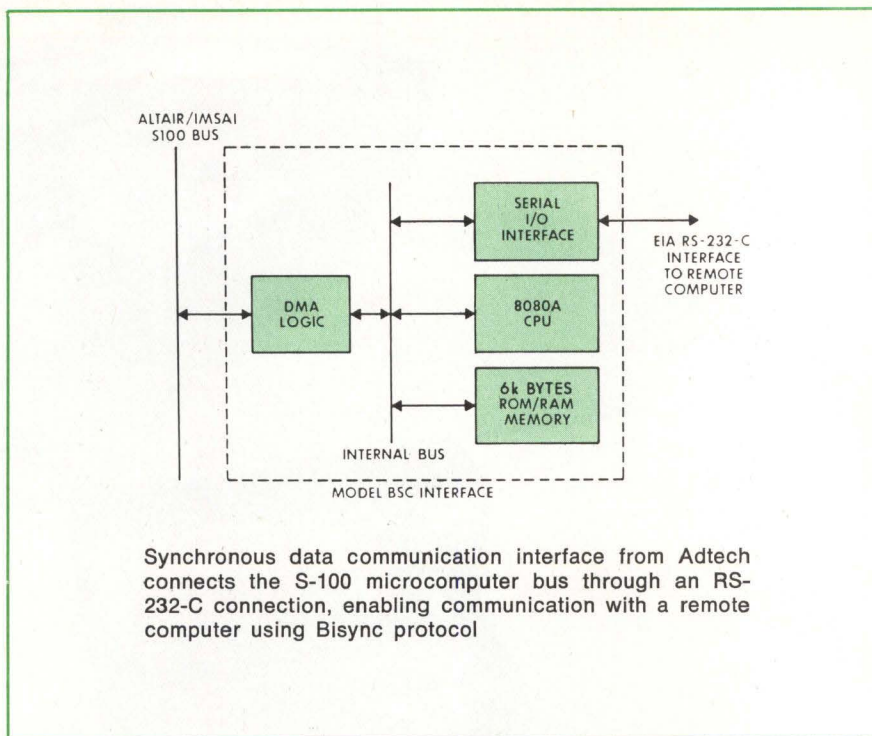 ALTAIR/IMSAI
S100 BUS
SERIAL
I/O
INTERFACE
EIA RS-232-C
INTERFACE
TO REMOTE
COMPUTER
DMA
LOGIC
8080A
CPU
6k BYTES
ROM/RAM
MEMORY
INTERNAL BUS
MODEL BSC INTERFACE
Synchronous data communication interface from Adtech
connects the S-100 microcomputer bus through an RS-
232-C connection, enabling communication with a remote
computer using Bisync protocol